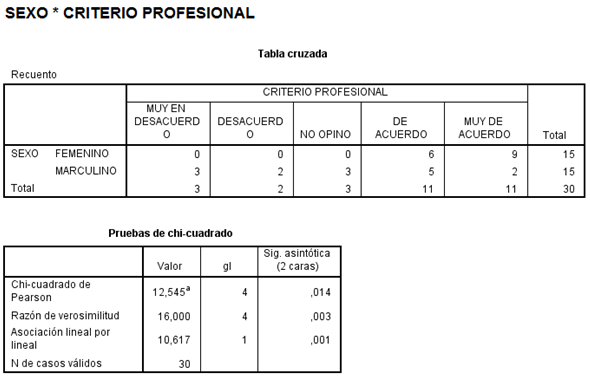 SEXO * CRITERIO PROFESIONAL
Tabla cruzada
Recuento
CRITERIO PROFESIONAL
MUY EN DESACUERD O DESACUERD O NO OPINO DE ACUERDO MUY DE ACUERDO Total
SEXO FEMENINO 0 0 0 6 9 15
MARCULINO 3 2 3 5 2 15
Total 3 2 3 11 11 30
Pruebas de chi-cuadrado
Valor gl Sig. asintótica (2 caras)
Chi-cuadrado de Pearson 12,545a 4 ,014
Razón de verosimilitud 16,000 4 ,003
Asociación lineal por lineal 10,617 1 ,001
N de casos válidos 30